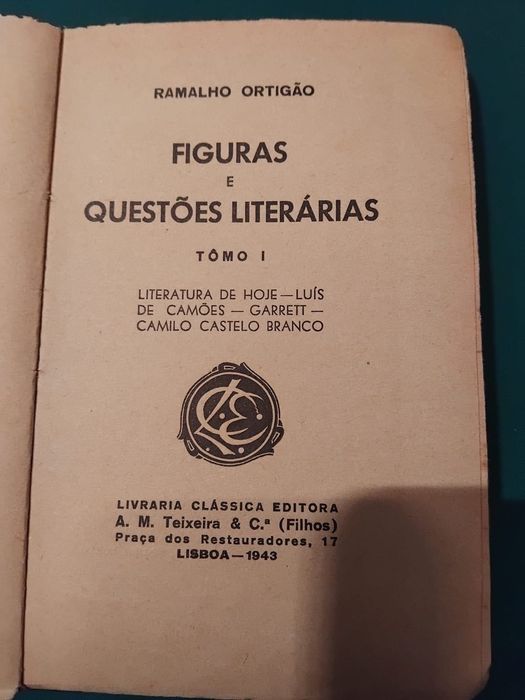 RAMALHO ORTIGÃO
FIGURAS
E
QUESTÕES LITERÁRIAS
TÔMO I
LITERATURA DE HOJE — LUÍS
DE CAMÕES — GARRETT —
CAMILO CASTELO BRANCO
LIVRARIA CLÁSSICA EDITORA
A. M. Teixeira & C.ª (Filhos)
Praça dos Restauradores, 17
LISBOA — 1943